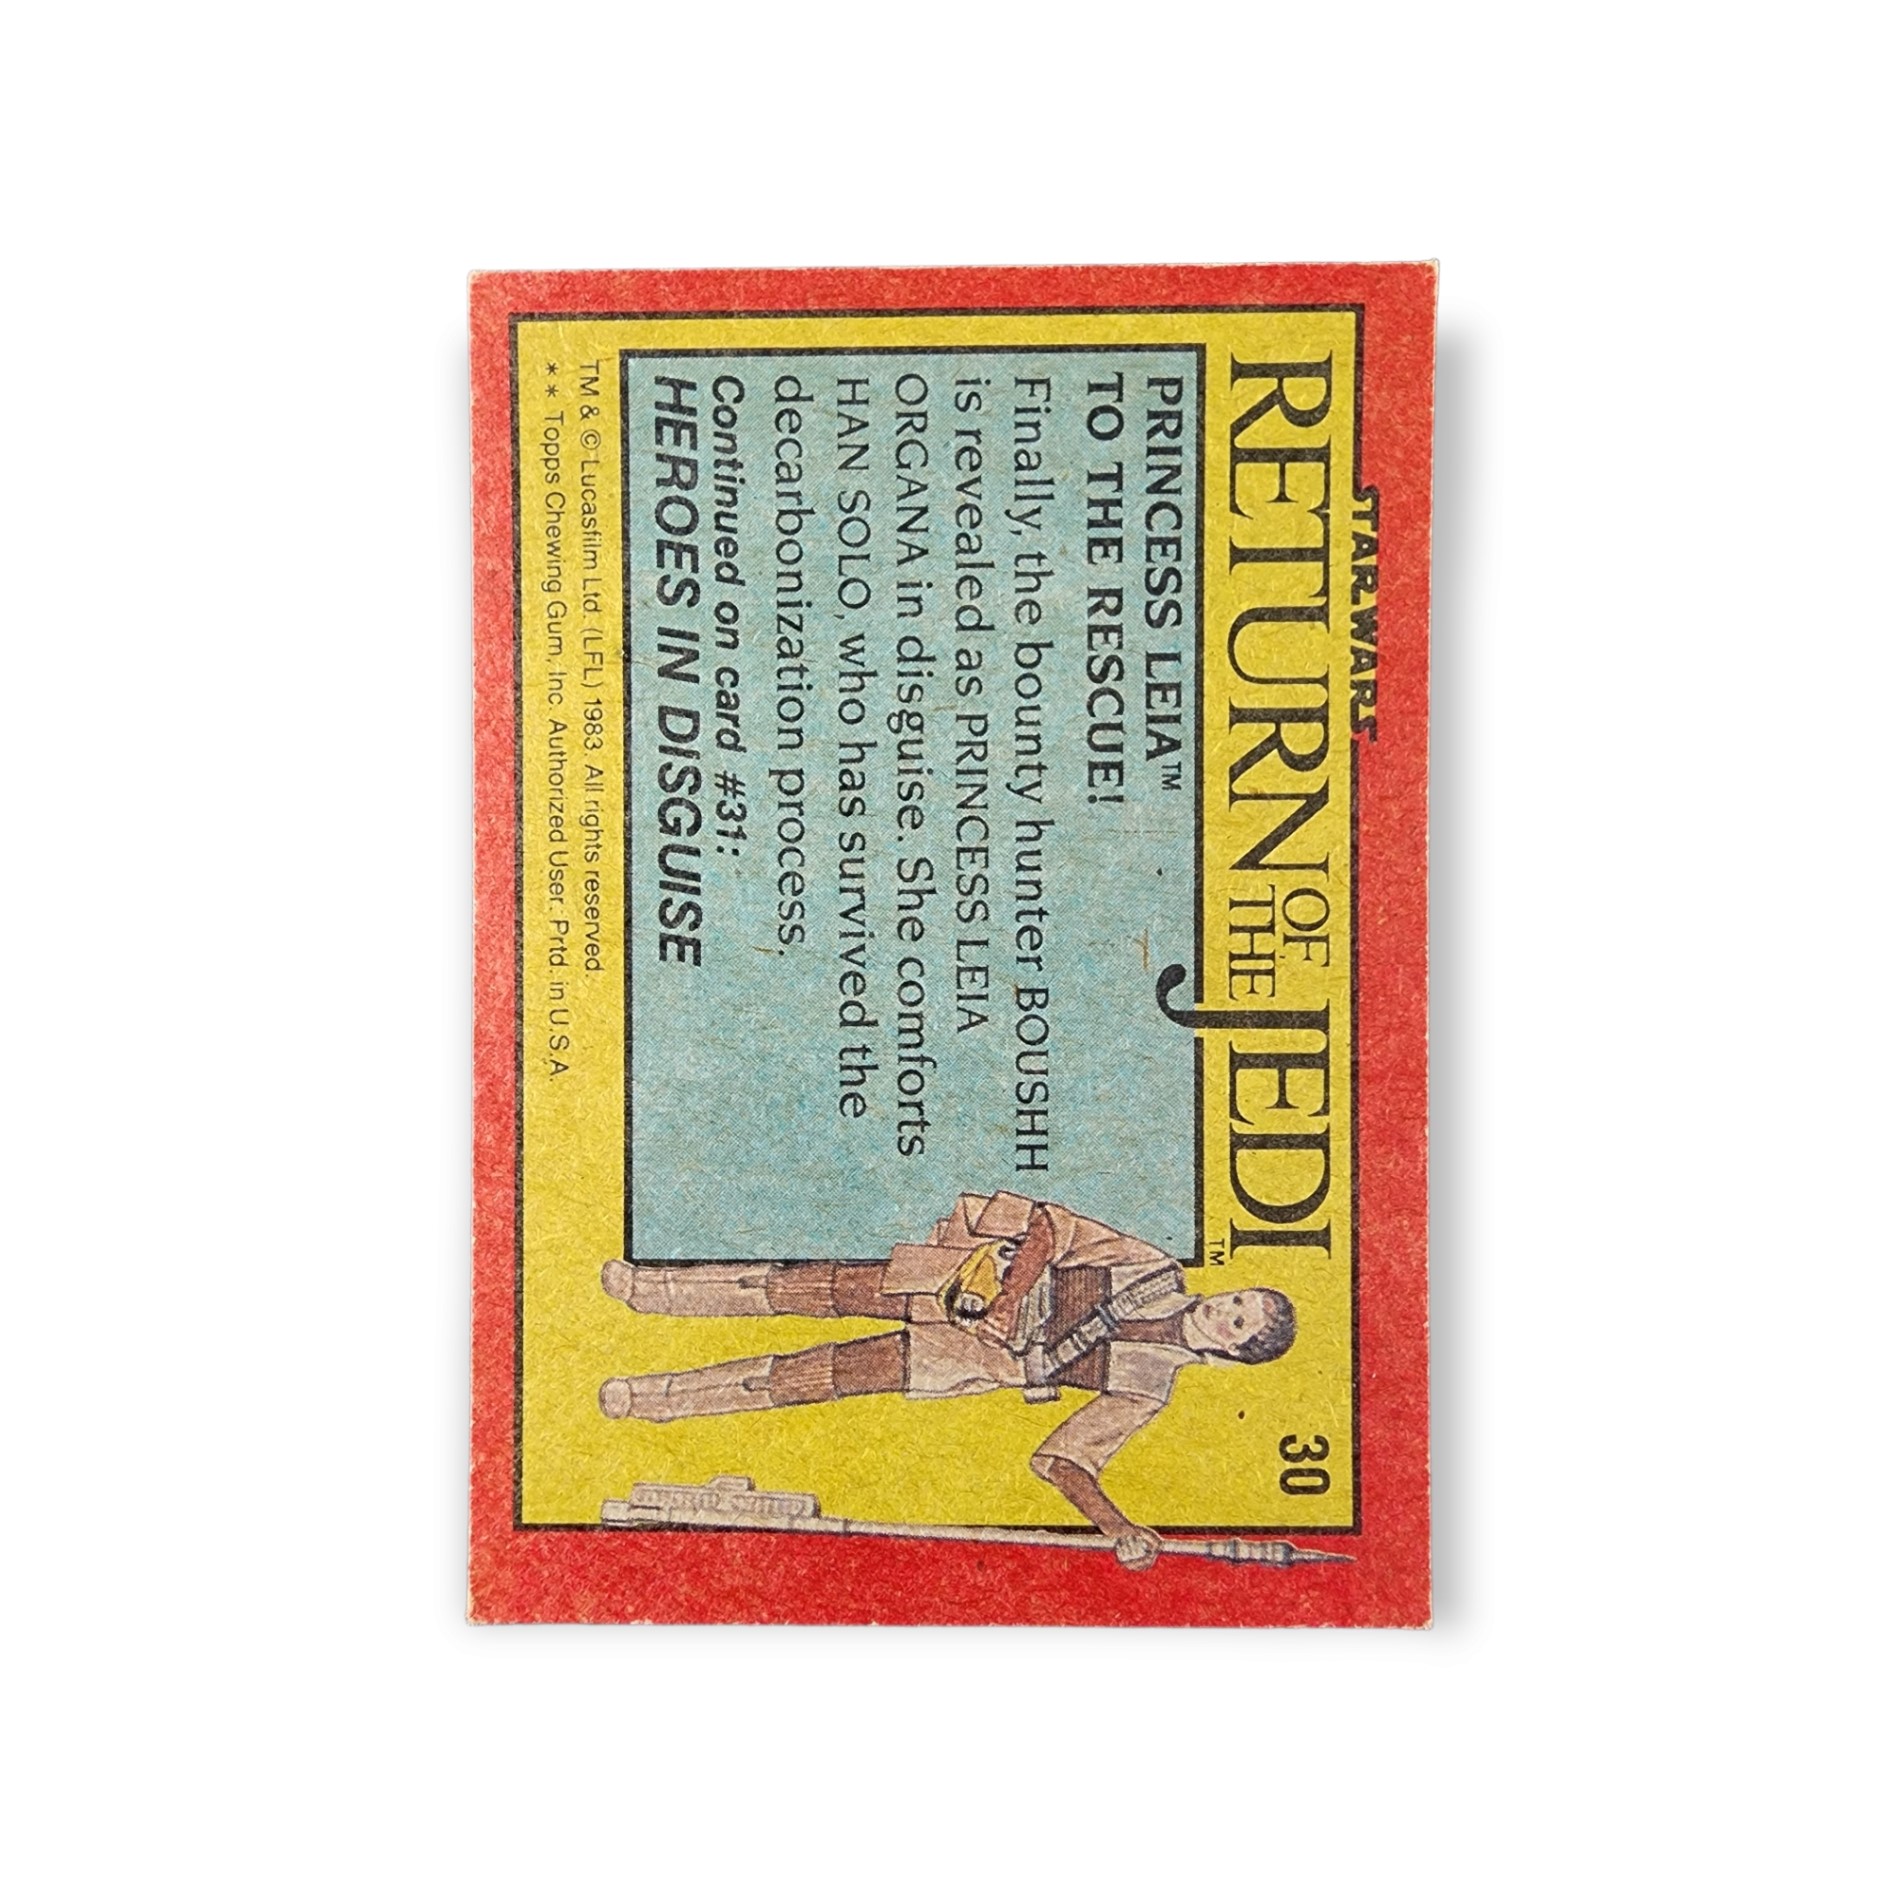 STAR WARS
RETURN OF THE JEDI™
30
PRINCESS LEIA™
TO THE RESCUE!
Finally, the bounty hunter BOUSHH
is revealed as PRINCESS LEIA
ORGANA in disguise. She comforts
HAN SOLO, who has survived the
decarbonization process.
Continued on card #31:
HEROES IN DISGUISE
TM & © Lucasfilm Ltd. (LFL) 1983. All rights reserved.
** Topps Chewing Gum, Inc. Authorized User. Prtd. in U.S.A.